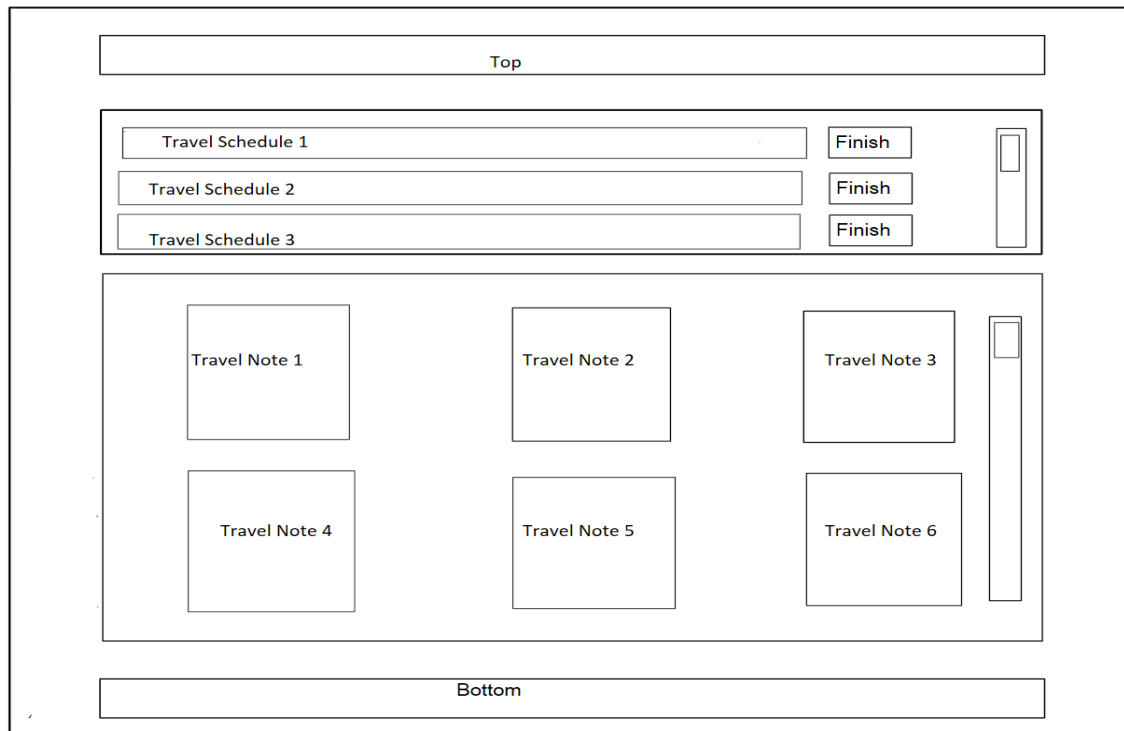 Top
Travel Schedule 1
Finish
Travel Schedule 2
Finish
Travel Schedule 3
Finish
Travel Note 1
Travel Note 2
Travel Note 3
Travel Note 4
Travel Note 5
Travel Note 6
Bottom